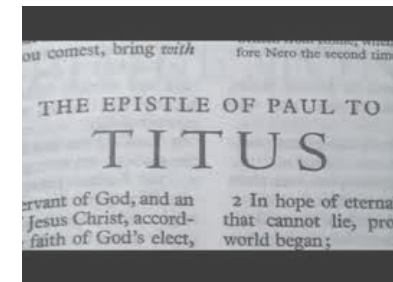 ou comest, bring with
fore Nero the second tim
THE EPISTLE OF PAUL TO
TITUS
ervant of God, and an
Jesus Christ, accord-
faith of God's elect,
2 In hope of eterna
that cannot lie, pro
world began;